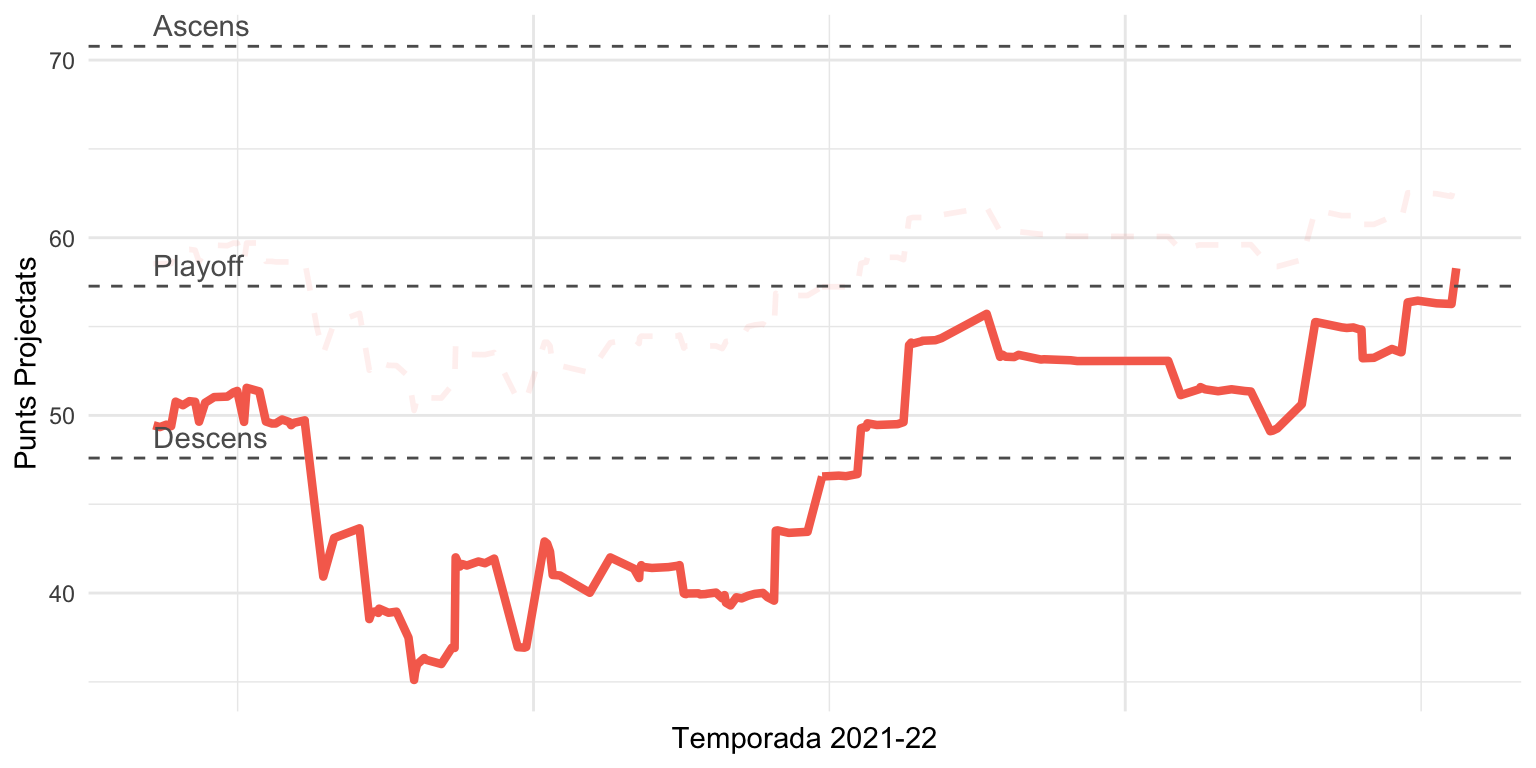 Ascens
70
60
Playoff
50
Descens
40
Punts Projectats
Temporada 2021-22